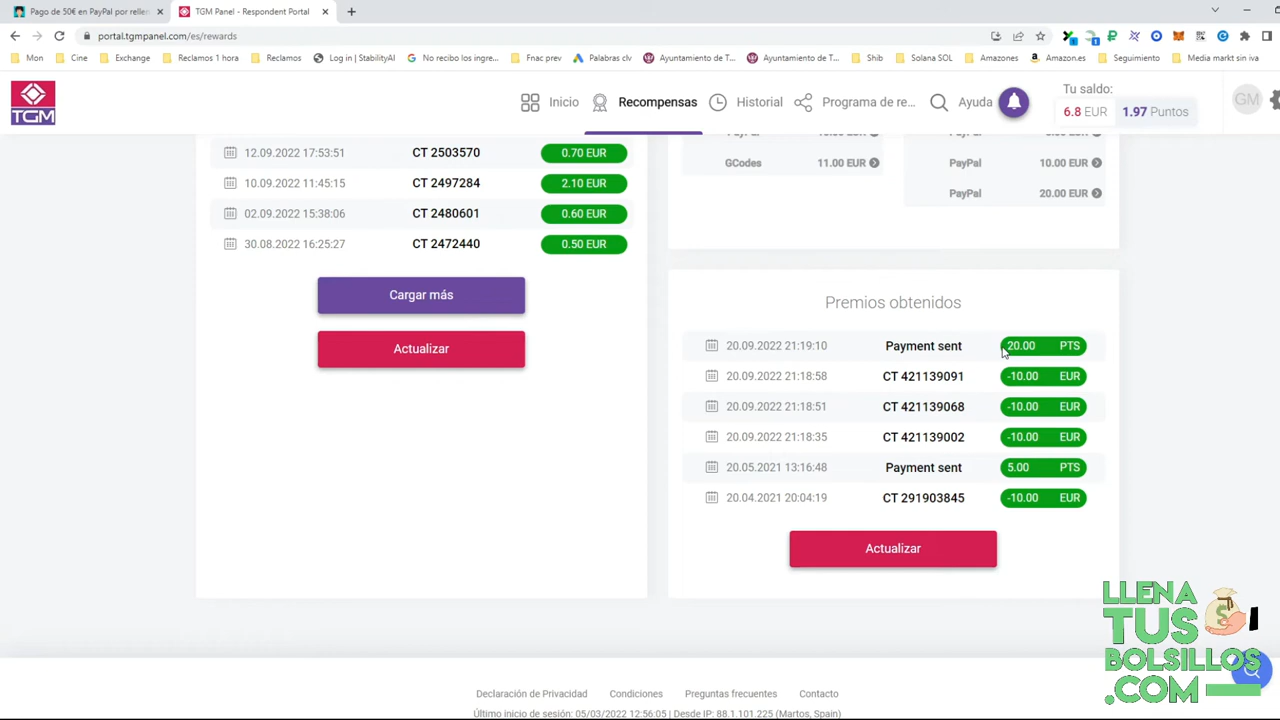 Pago de 50€ en PayPal por rellen
TGM Panel - Respondent Portal
portal.tgmpanel.com/es/rewards
Mon
Cine
Exchange
Reclamos 1 hora
Reclamos
Log in | StabilityAI
No recibo los ingre...
Fnac prev
Palabras clv
Ayuntamiento de T...
Ayuntamiento de T...
Shib
Solana SOL
Amazones
Amazon.es
Seguimiento
Media markt sin iva
TGM
Inicio
Recompensas
Historial
Programa de re...
Ayuda
Tu saldo:
6.8 EUR
1.97 Puntos
GM
12.09.2022 17:53:51 CT 2503570 0.70 EUR
10.09.2022 11:45:15 CT 2497284 2.10 EUR
02.09.2022 15:38:06 CT 2480601 0.60 EUR
30.08.2022 16:25:27 CT 2472440 0.50 EUR
Cargar más
Actualizar
GCodes 11.00 EUR
PayPal 10.00 EUR
PayPal 20.00 EUR
Premios obtenidos
20.09.2022 21:19:10 Payment sent 20.00 PTS
20.09.2022 21:18:58 CT 421139091 -10.00 EUR
20.09.2022 21:18:51 CT 421139068 -10.00 EUR
20.09.2022 21:18:35 CT 421139002 -10.00 EUR
20.05.2021 13:16:48 Payment sent 5.00 PTS
20.04.2021 20:04:19 CT 291903845 -10.00 EUR
Actualizar
LLENA
TUS
BOLSILLOS
.COM
Declaración de Privacidad
Condiciones
Preguntas frecuentes
Contacto
Último inicio de sesión: 05/03/2022 12:56:05 | Desde IP: 88.1.101.225 (Martos, Spain)